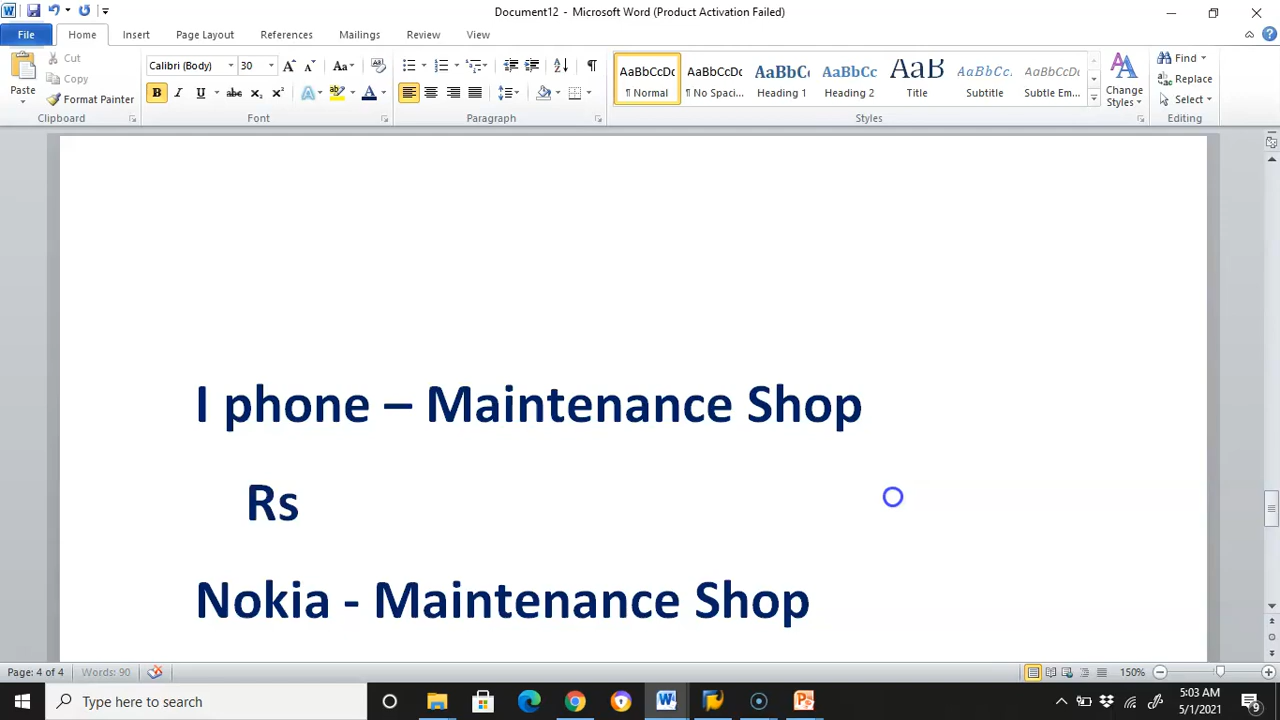 Document12 - Microsoft Word (Product Activation Failed)
File Home Insert Page Layout References Mailings Review View
Paste
Cut
Copy
Format Painter
Clipboard
Calibri (Body) 30
Font
Paragraph
AaBbCcDc AaBbCcDc AaBbC AaBbCc AaB AaBbCc. AaBbCcDc
¶ Normal ¶ No Spaci... Heading 1 Heading 2 Title Subtitle Subtle Em...
Styles
Change Styles
Find
Replace
Select
Editing
I phone – Maintenance Shop
Rs
Nokia - Maintenance Shop
Page: 4 of 4 Words: 90 150%
Type here to search
5:03 AM
5/1/2021